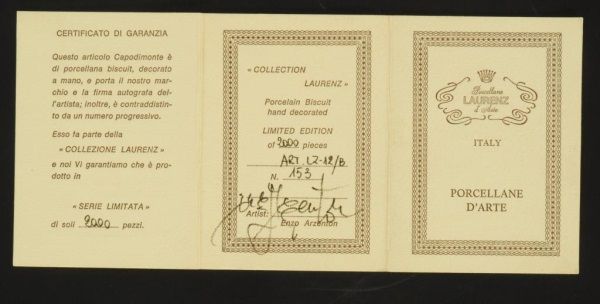 CERTIFICATO DI GARANZIA
Questo articolo Capodimonte è
di porcellana biscuit, decorato
a mano, e porta il nostro mar-
chio e la firma autografa del-
l'artista; inoltre, è contraddistin-
to da un numero progressivo.
Esso fa parte della
« COLLEZIONE LAURENZ »
e noi Vi garantiamo che è pro-
dotto in
« SERIE LIMITATA »
di soli 2000 pezzi.
« COLLECTION
LAURENZ »
Porcelain Biscuit
hand decorated
LIMITED EDITION
of 2000 pieces
ART. LZ-12/B
N. 153
Artist:
Enzo Arzenton
Porcellane
LAURENZ
d'Arte
ITALY
PORCELLANE
D'ARTE